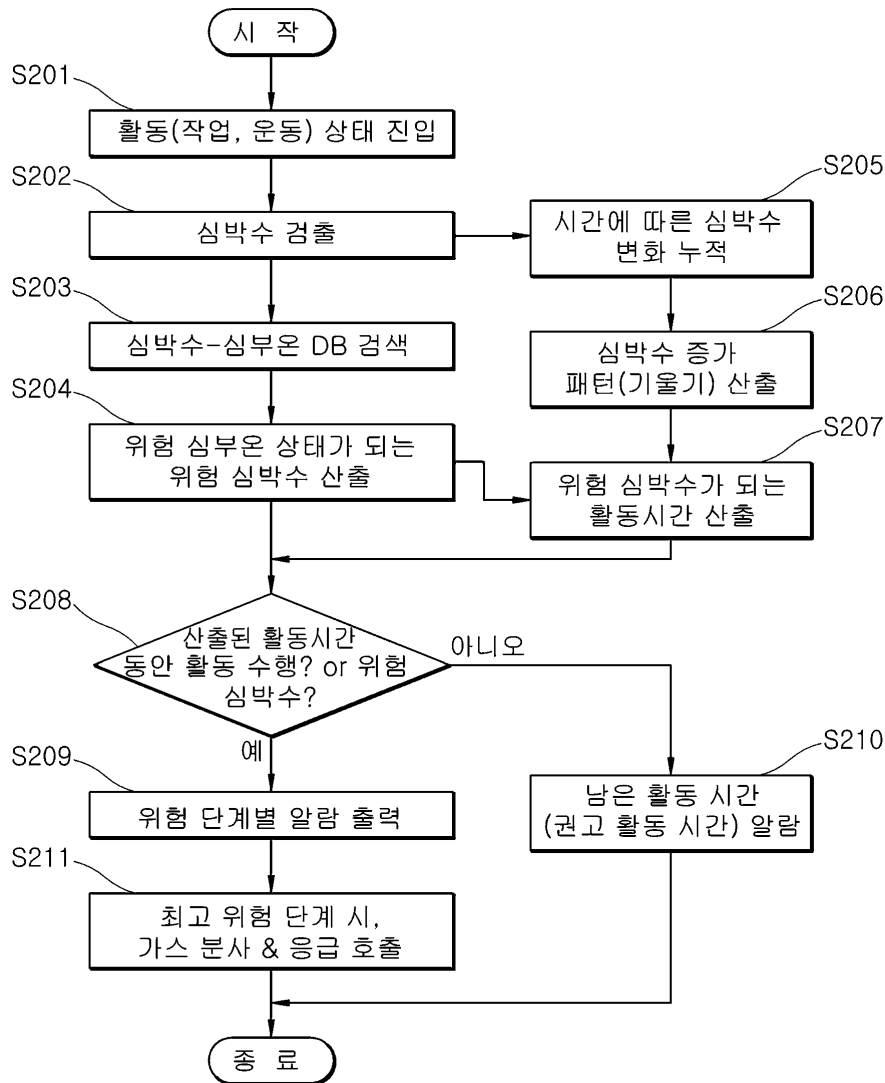 시 작
S201
활동(작업, 운동) 상태 진입
S202
심박수 검출
S205
시간에 따른 심박수
변화 누적
S203
심박수-심부온 DB 검색
S206
심박수 증가
패턴(기울기) 산출
S204
위험 심부온 상태가 되는
위험 심박수 산출
S207
위험 심박수가 되는
활동시간 산출
S208
산출된 활동시간
동안 활동 수행? or 위험
심박수?
아니오
예
S209
위험 단계별 알람 출력
S210
남은 활동 시간
(권고 활동 시간) 알람
S211
최고 위험 단계 시,
가스 분사 & 응급 호출
종 료